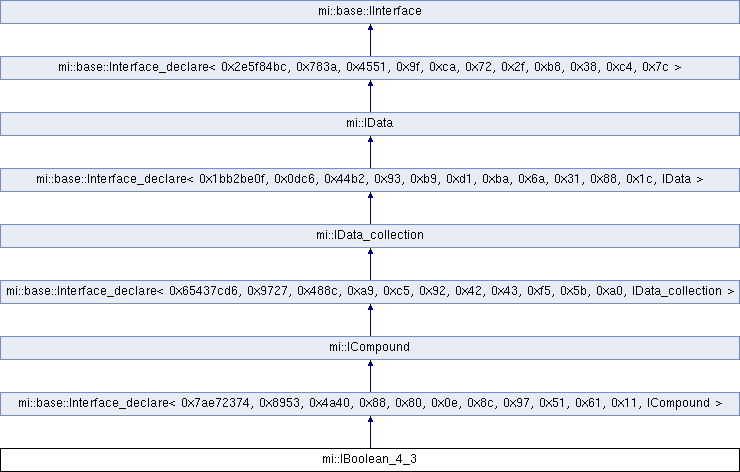 mi::base::IInterface
mi::base::Interface_declare< 0x2e5f84bc, 0x783a, 0x4551, 0x9f, 0xca, 0x72, 0x2f, 0xb8, 0x38, 0xc4, 0x7c >
mi::IData
mi::base::Interface_declare< 0x1bb2be0f, 0x0dc6, 0x44b2, 0x93, 0xb9, 0xd1, 0xba, 0x6a, 0x31, 0x88, 0x1c, IData >
mi::IData_collection
mi::base::Interface_declare< 0x65437cd6, 0x9727, 0x488c, 0xa9, 0xc5, 0x92, 0x42, 0x43, 0xf5, 0x5b, 0xa0, IData_collection >
mi::ICompound
mi::base::Interface_declare< 0x7ae72374, 0x8953, 0x4a40, 0x88, 0x80, 0x0e, 0x8c, 0x97, 0x51, 0x61, 0x11, ICompound >
mi::IBoolean_4_3